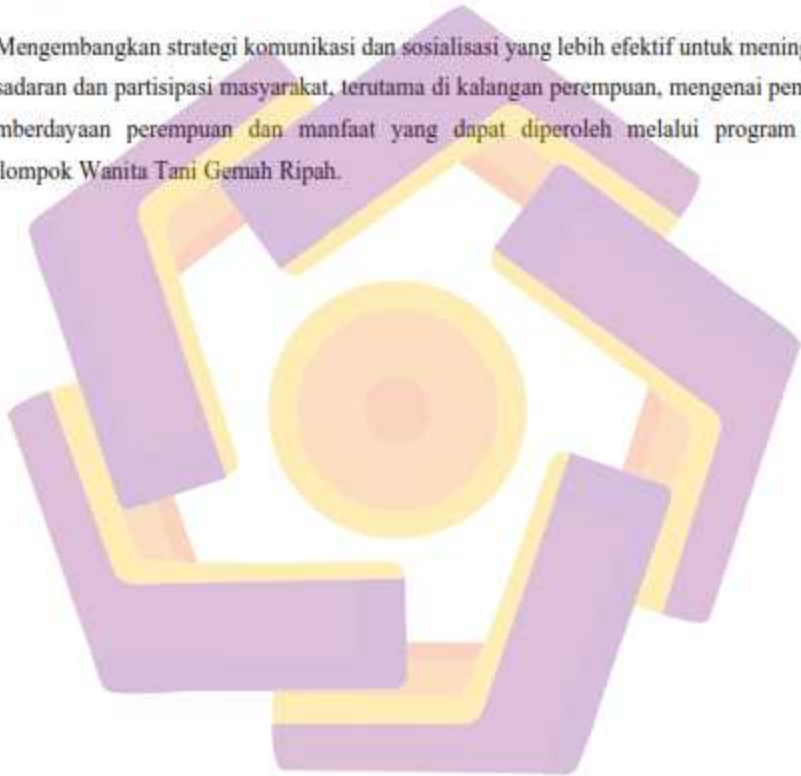 Mengembangkan strategi komunikasi dan sosialisasi yang lebih efektif untuk mening
sadaran dan partisipasi masyarakat, terutama di kalangan perempuan, mengenai pen
mberdayaan perempuan dan manfaat yang dapat diperoleh melalui program
lompok Wanita Tani Gemah Ripah.